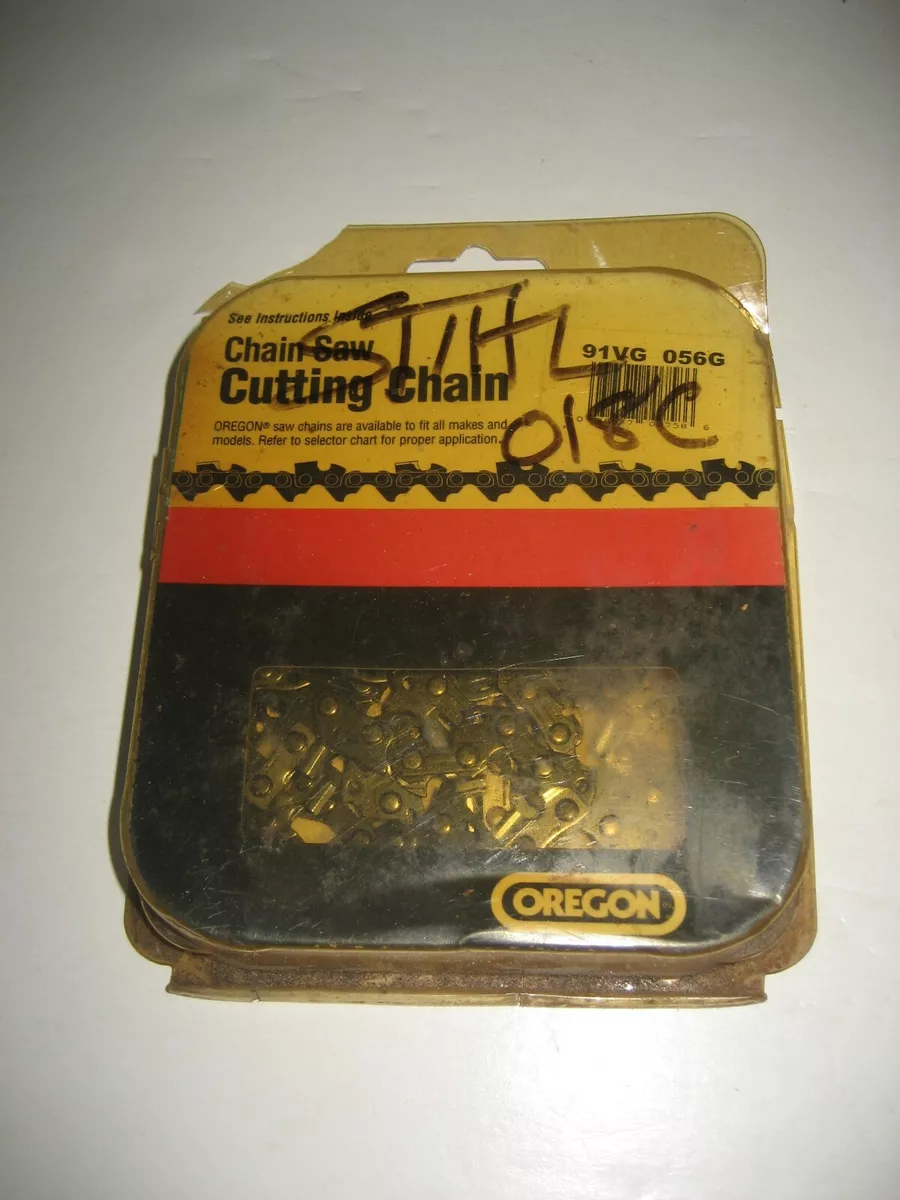 See Instructions Inside
STIHL
Chain Saw
Cutting Chain
91VG 056G
018C
OREGON® saw chains are available to fit all makes and
models. Refer to selector chart for proper application.
OREGON